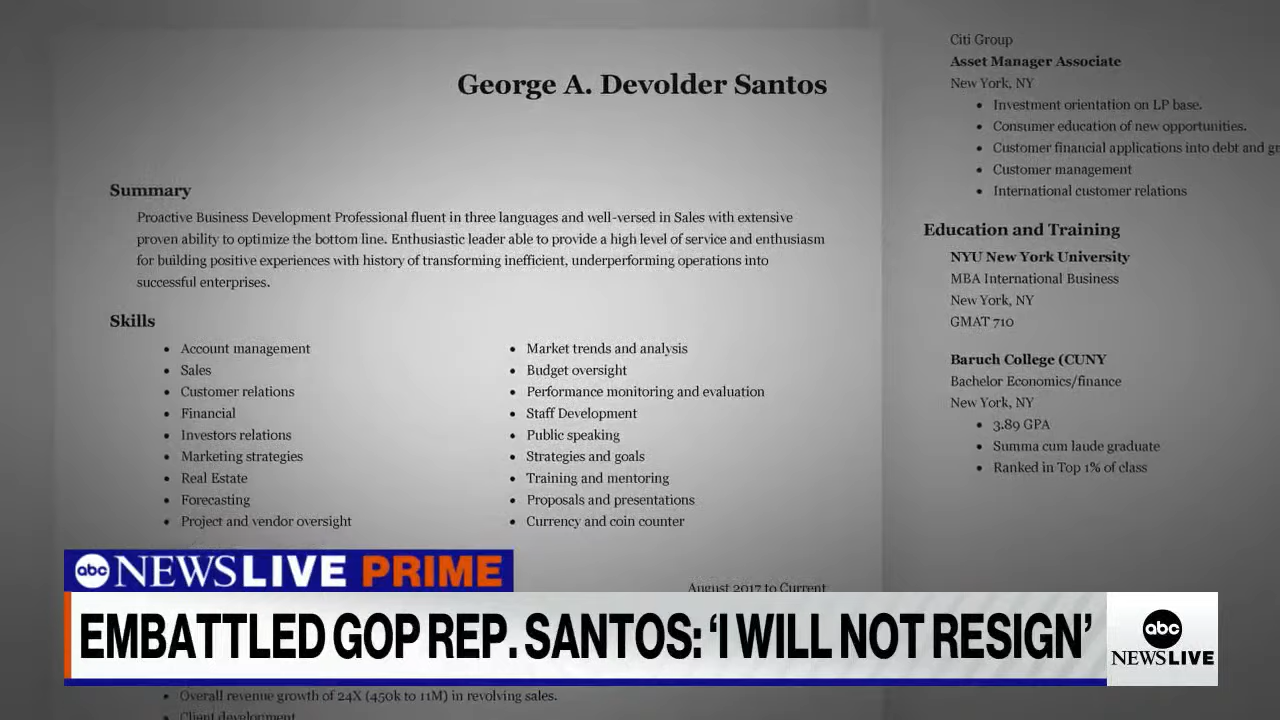 George A. Devolder Santos
Summary
Proactive Business Development Professional fluent in three languages and well-versed in Sales with extensive
proven ability to optimize the bottom line. Enthusiastic leader able to provide a high level of service and enthusiasm
for building positive experiences with history of transforming inefficient, underperforming operations into
successful enterprises.
Skills
• Account management
• Sales
• Customer relations
• Financial
• Investors relations
• Marketing strategies
• Real Estate
• Forecasting
• Project and vendor oversight
• Market trends and analysis
• Budget oversight
• Performance monitoring and evaluation
• Staff Development
• Public speaking
• Strategies and goals
• Training and mentoring
• Proposals and presentations
• Currency and coin counter
August 2017 to Current
• Overall revenue growth of 24X (450k to 11M) in revolving sales.
• Client development
Citi Group
Asset Manager Associate
New York, NY
• Investment orientation on LP base.
• Consumer education of new opportunities.
• Customer financial applications into debt and
• Customer management
• International customer relations
Education and Training
NYU New York University
MBA International Business
New York, NY
GMAT 710
Baruch College (CUNY
Bachelor Economics/finance
New York, NY
• 3.89 GPA
• Summa cum laude graduate
• Ranked in Top 1% of class
abc NEWS LIVE PRIME
EMBATTLED GOP REP. SANTOS: ‘I WILL NOT RESIGN’
abc
NEWS LIVE